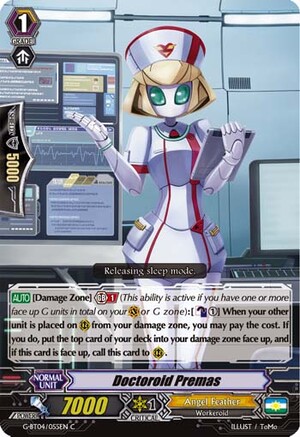 1
GRADE
5000
Releasing sleep mode.
AUTO [Damage Zone] GB 1 (This ability is active if you have one or more
face up G units in total on your or G zone):[ 1] When your other
unit is placed on from your damage zone, you may pay the cost. If
you do, put the top card of your deck into your damage zone face up, and
if this card is face up, call this card to .
NORMAL UNIT
Doctoroid Premas
POWER
7000
1
CRITICAL
Angel Feather
Workeroid
G-BT04/055EN C
ILLUST / ToMo